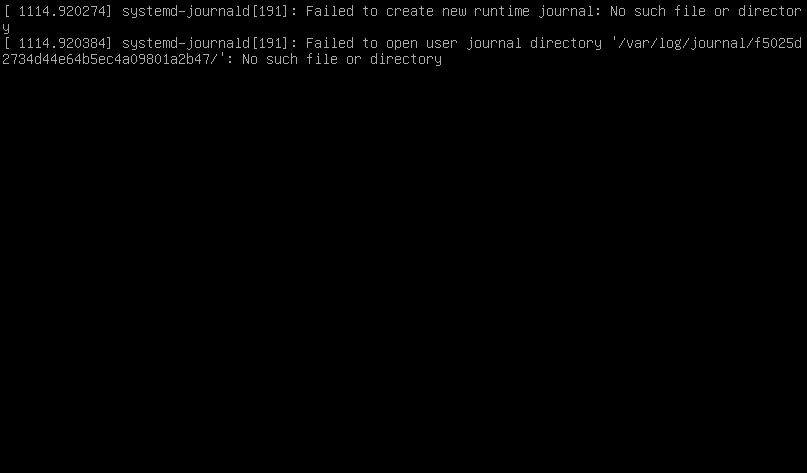 [ 1114.920274] systemd-journald[191]: Failed to create new runtime journal: No such file or director
y
[ 1114.920384] systemd-journald[191]: Failed to open user journal directory '/var/log/journal/f5025d
2734d44e64b5ec4a09801a2b47/': No such file or directory